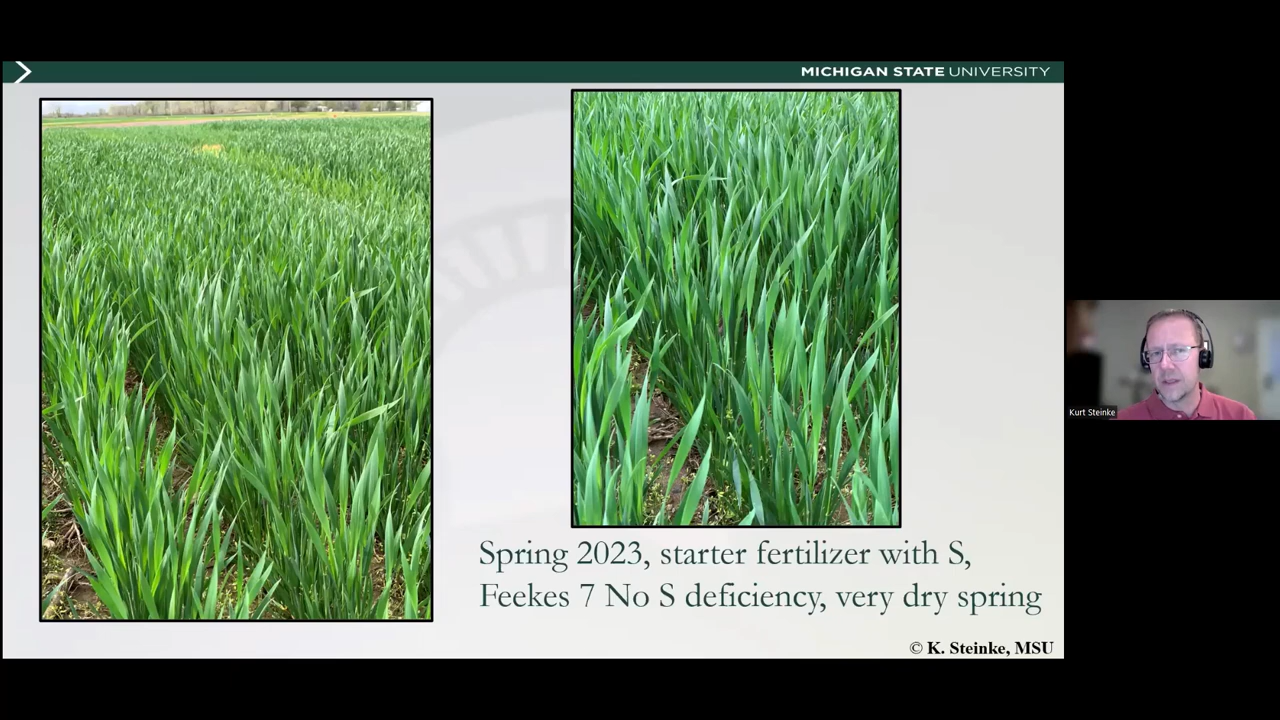 MICHIGAN STATE UNIVERSITY
Spring 2023, starter fertilizer with S,
Feekes 7 No S deficiency, very dry spring
© K. Steinke, MSU
Kurt Steinke